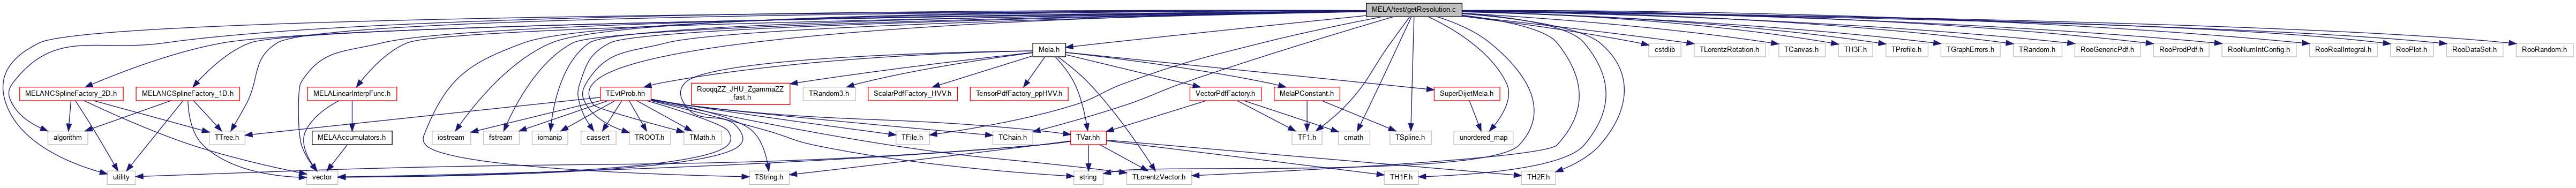 MELA/test/getResolution.c
Mela.h
cstdlib
TLorentzRotation.h
TCanvas.h
TH3F.h
TProfile.h
TGraphErrors.h
TRandom.h
RooGenericPdf.h
RooProdPdf.h
RooNumIntConfig.h
RooRealIntegral.h
RooPlot.h
RooDataSet.h
RooRandom.h
MELANCSplineFactory_2D.h
MELANCSplineFactory_1D.h
MELALinearInterpFunc.h
TEvtProb.hh
RooqqZZ_JHU_ZgammaZZ
_fast.h
TRandom3.h
ScalarPdfFactory_HVV.h
TensorPdfFactory_ppHVV.h
VectorPdfFactory.h
MelaPConstant.h
SuperDijetMela.h
algorithm
TTree.h
MELAAccumulators.h
iostream
fstream
iomanip
cassert
TROOT.h
TMath.h
TFile.h
TChain.h
TVar.hh
TF1.h
cmath
TSpline.h
unordered_map
utility
vector
TString.h
string
TLorentzVector.h
TH1F.h
TH2F.h